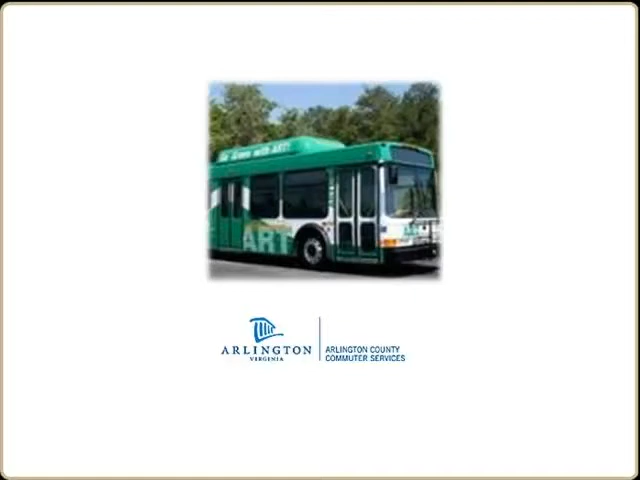 Go Green with ART!
ART
ARLINGTON
VIRGINIA
ARLINGTON COUNTY
COMMUTER SERVICES